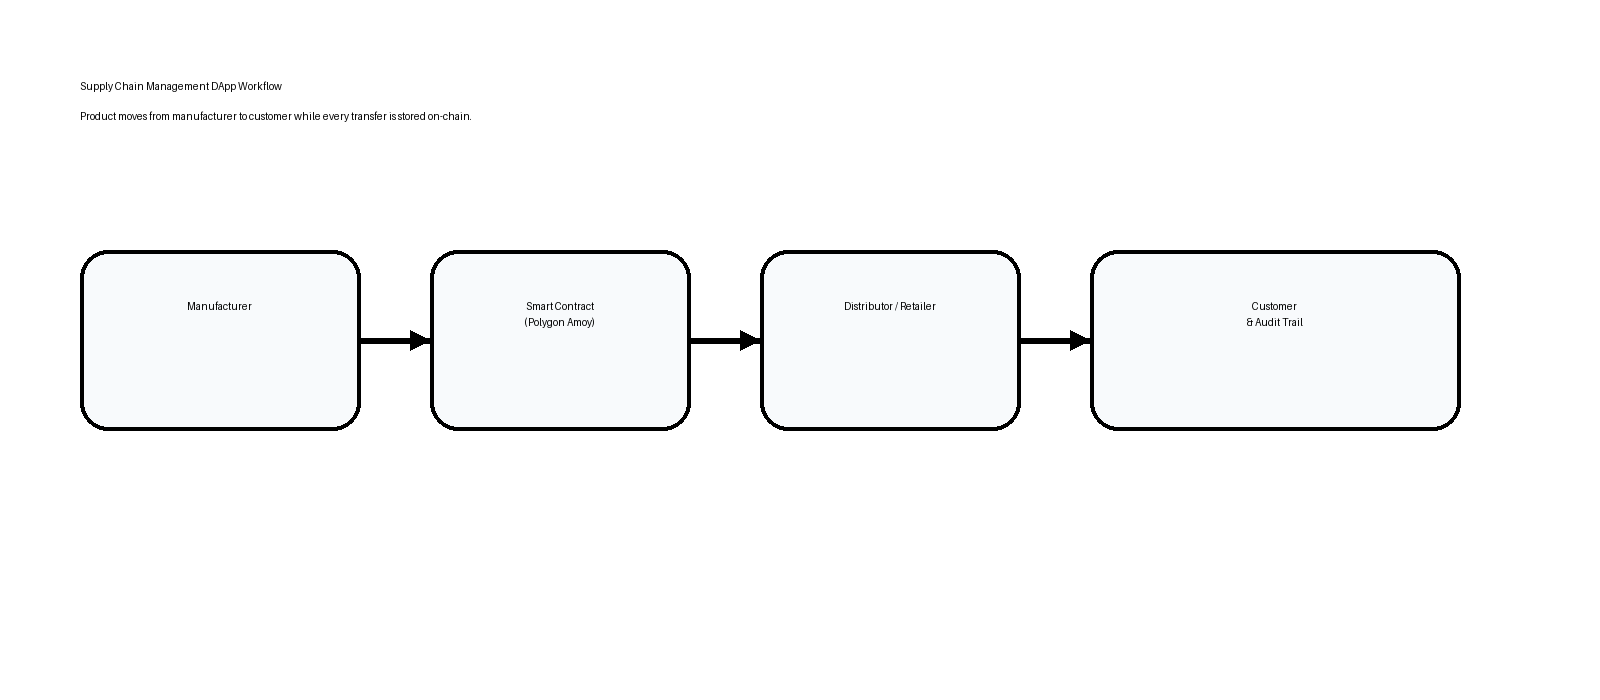 Supply Chain Management DApp Workflow
Product moves from manufacturer to customer while every transfer is stored on-chain.
Manufacturer
Smart Contract
(Polygon Amoy)
Distributor / Retailer
Customer
& Audit Trail